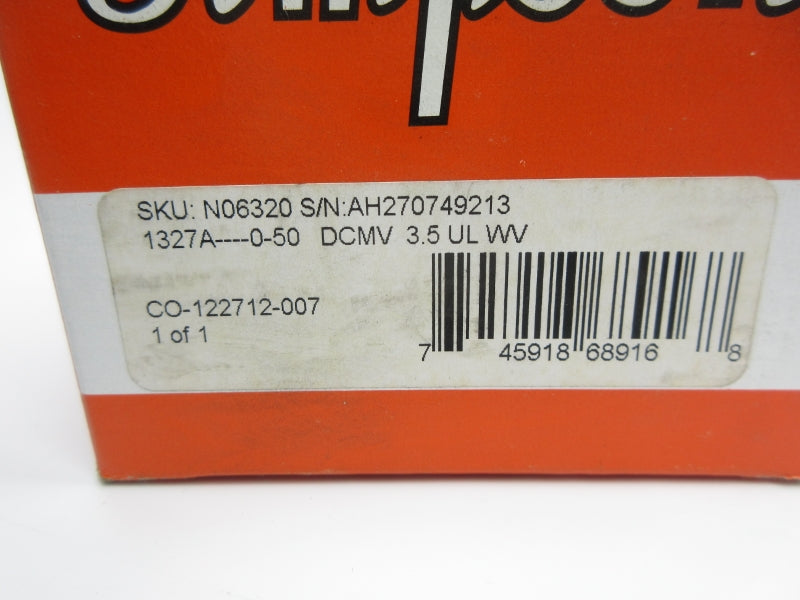 Simpson
SKU: N06320 S/N:AH270749213
1327A----0-50 DCMV 3.5 UL WV
CO-122712-007
1 of 1
7 45918 68916 8